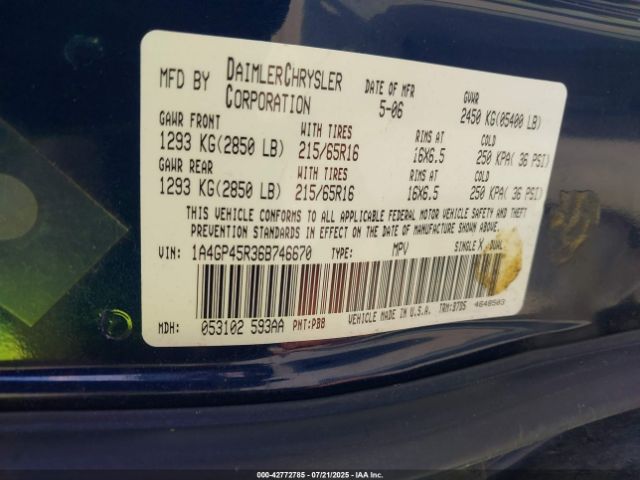 MFD BY DAIMLERCHRYSLER CORPORATION DATE OF MFR 5-06 GVWR 2450 KG(05400 LB)
GAWR FRONT WITH TIRES RIMS AT COLD
1293 KG(2850 LB) 215/65R16 16X6.5 250 KPA( 36 PSI)
GAWR REAR WITH TIRES RIMS AT COLD
1293 KG(2850 LB) 215/65R16 16X6.5 250 KPA( 36 PSI)
THIS VEHICLE CONFORMS TO ALL APPLICABLE FEDERAL MOTOR VEHICLE SAFETY AND THEFT
PREVENTION STANDARDS IN EFFECT ON THE DATE OF MANUFACTURE SHOWN ABOVE.
VIN: 1A4GP45R36B746670 TYPE: MPV SINGLE X DUAL
MDH: 053102 593AA PNT:PBB VEHICLE MADE IN U.S.A. TRM:97D5 4648503
000-42772785 - 07/21/2025 - IAA Inc.